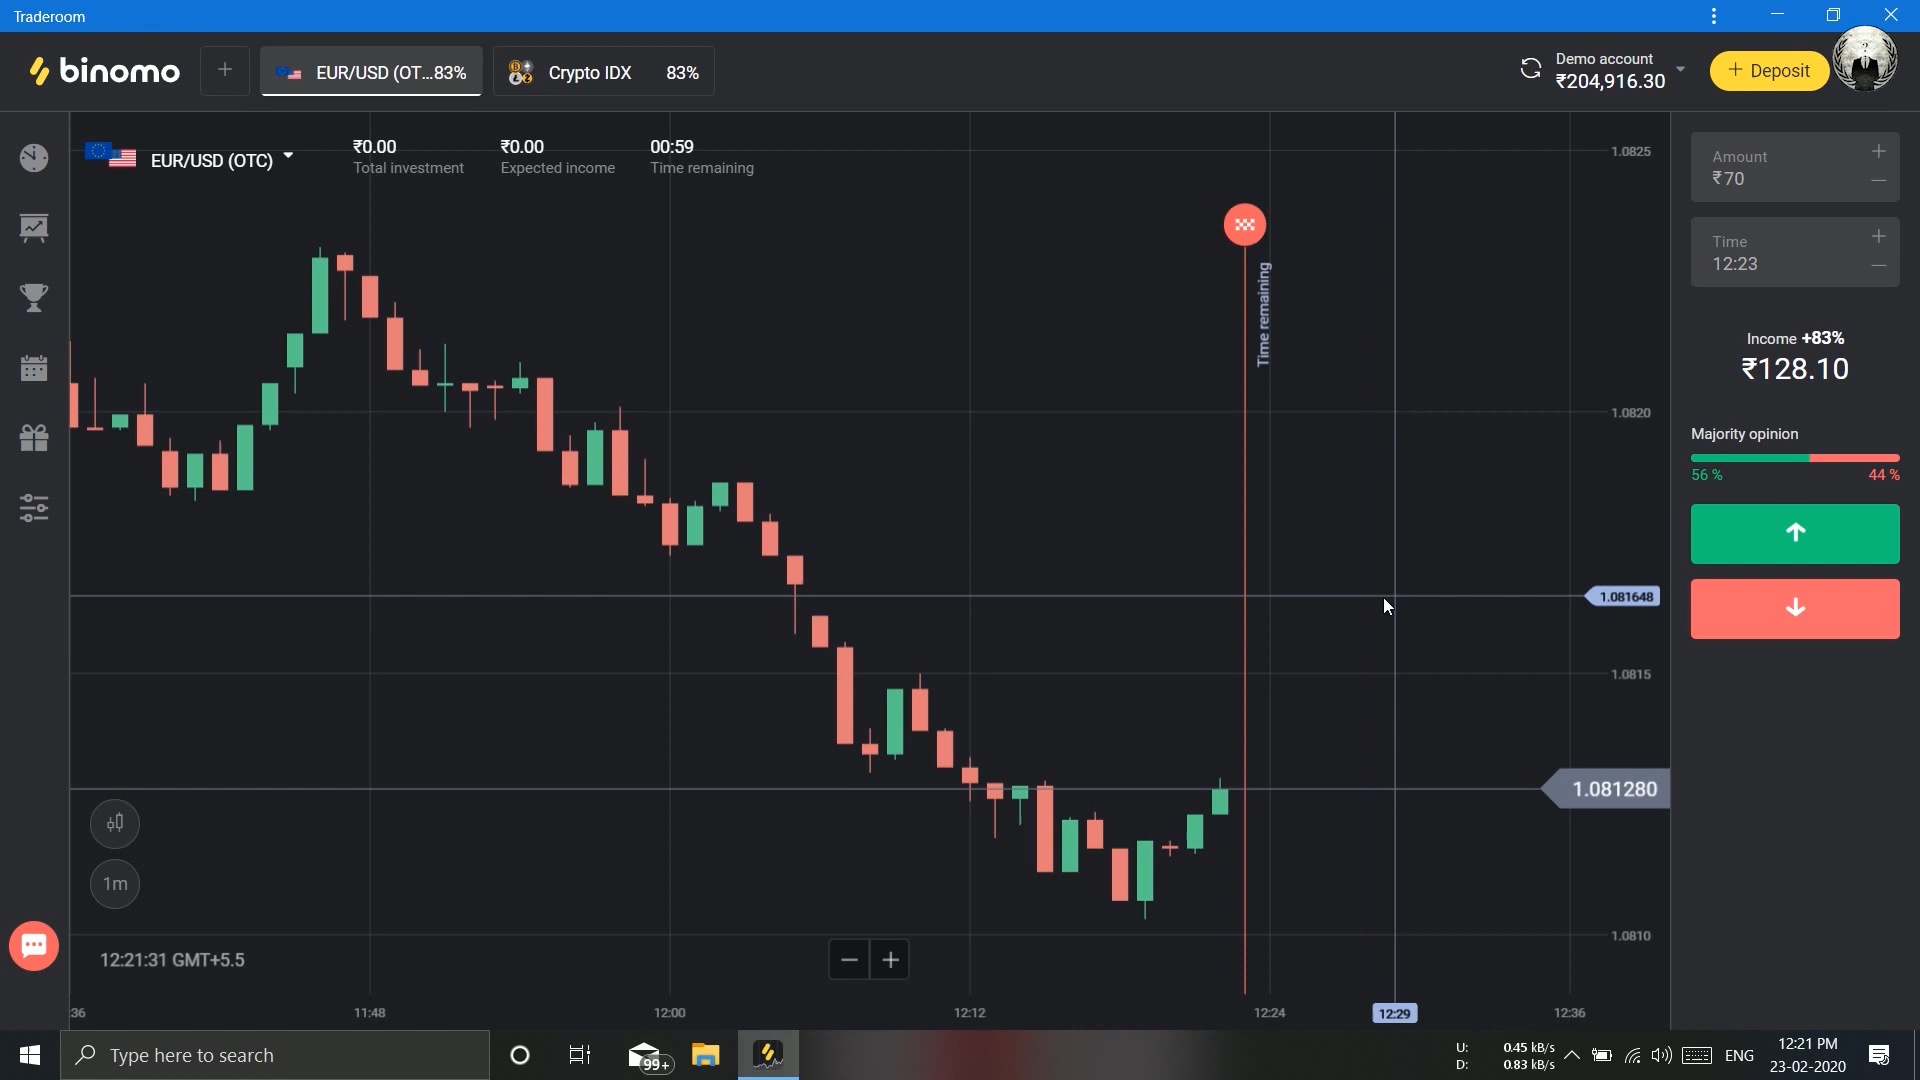 Traderoom
binomo
+
EUR/USD (OT...83%
Crypto IDX 83%
Demo account
₹204,916.30
+ Deposit
EUR/USD (OTC)
₹0.00
Total investment
₹0.00
Expected income
00:59
Time remaining
Time remaining
1.0825
1.0820
1.081648
1.0815
1.081280
1.0810
Amount
₹70
+
−
Time
12:23
+
−
Income +83%
₹128.10
Majority opinion
56 % 44 %
1m
12:21:31 GMT+5.5
− +
:36 11:48 12:00 12:12 12:24 12:29 12:36
Type here to search
99+
U: 0.45 kB/s
D: 0.83 kB/s
ENG
12:21 PM
23-02-2020